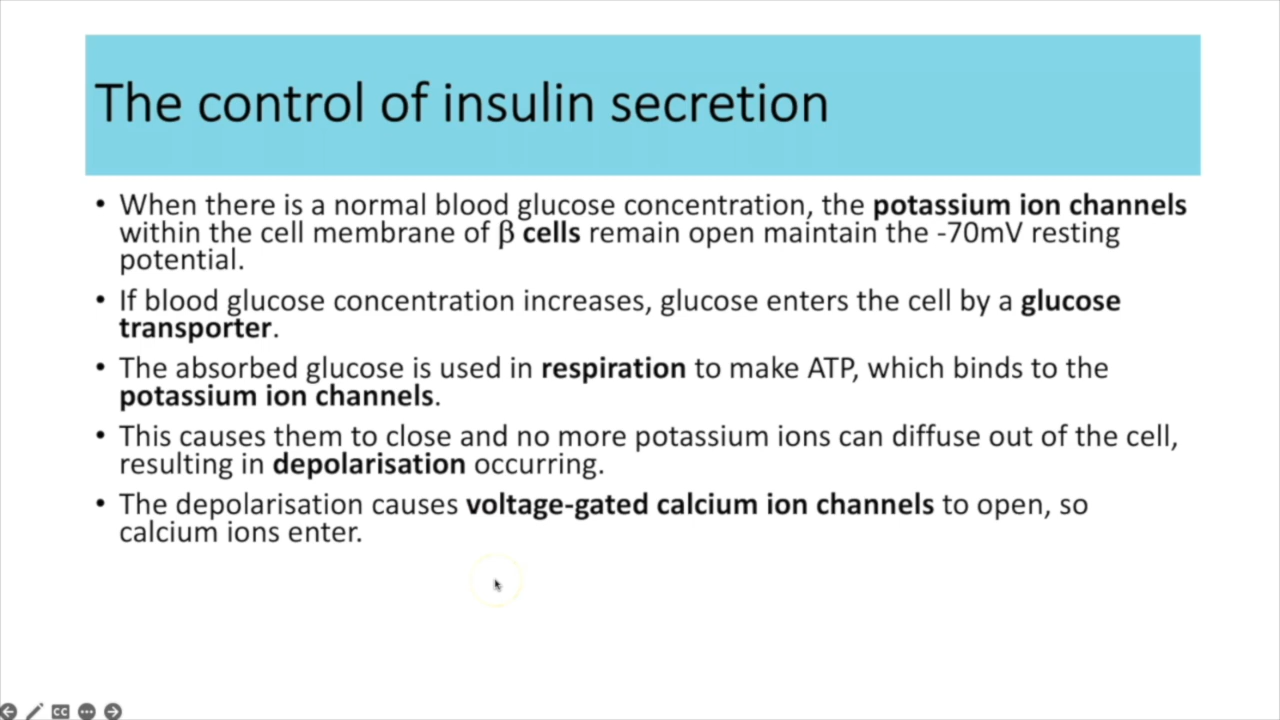 The control of insulin secretion
• When there is a normal blood glucose concentration, the potassium ion channels
within the cell membrane of β cells remain open maintain the -70mV resting
potential.
• If blood glucose concentration increases, glucose enters the cell by a glucose
transporter.
• The absorbed glucose is used in respiration to make ATP, which binds to the
potassium ion channels.
• This causes them to close and no more potassium ions can diffuse out of the cell,
resulting in depolarisation occurring.
• The depolarisation causes voltage-gated calcium ion channels to open, so
calcium ions enter.
CC